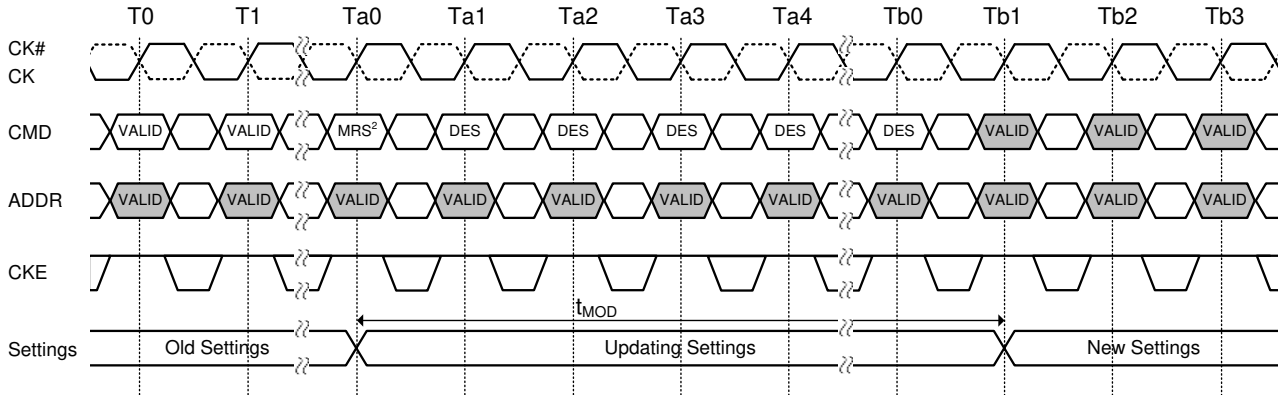 T0 T1 Ta0 Ta1 Ta2 Ta3 Ta4 Tb0 Tb1 Tb2 Tb3
CK#
CK
CMD VALID VALID MRS² DES DES DES DES DES VALID VALID VALID
ADDR VALID VALID VALID VALID VALID VALID VALID VALID VALID VALID VALID
CKE
tMOD
Settings Old Settings Updating Settings New Settings